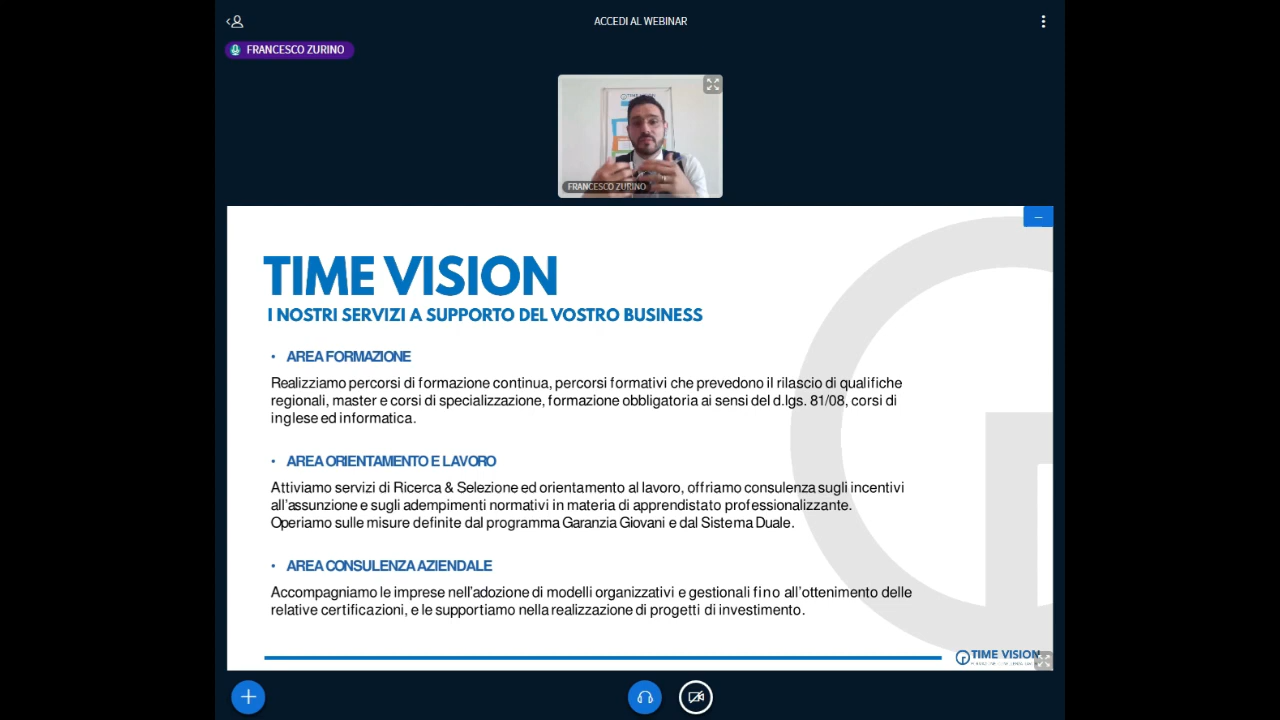 ACCEDI AL WEBINAR
FRANCESCO ZURINO
FRANCESCO ZURINO
TIME VISION
I NOSTRI SERVIZI A SUPPORTO DEL VOSTRO BUSINESS
• AREA FORMAZIONE
Realizziamo percorsi di formazione continua, percorsi formativi che prevedono il rilascio di qualifiche
regionali, master e corsi di specializzazione, formazione obbligatoria ai sensi del d.lgs. 81/08, corsi di
inglese ed informatica.
• AREA ORIENTAMENTO E LAVORO
Attiviamo servizi di Ricerca & Selezione ed orientamento al lavoro, offriamo consulenza sugli incentivi
all'assunzione e sugli adempimenti normativi in materia di apprendistato professionalizzante.
Operiamo sulle misure definite dal programma Garanzia Giovani e dal Sistema Duale.
• AREA CONSULENZA AZIENDALE
Accompagniamo le imprese nell'adozione di modelli organizzativi e gestionali fino all'ottenimento delle
relative certificazioni, e le supportiamo nella realizzazione di progetti di investimento.
TIME VISION